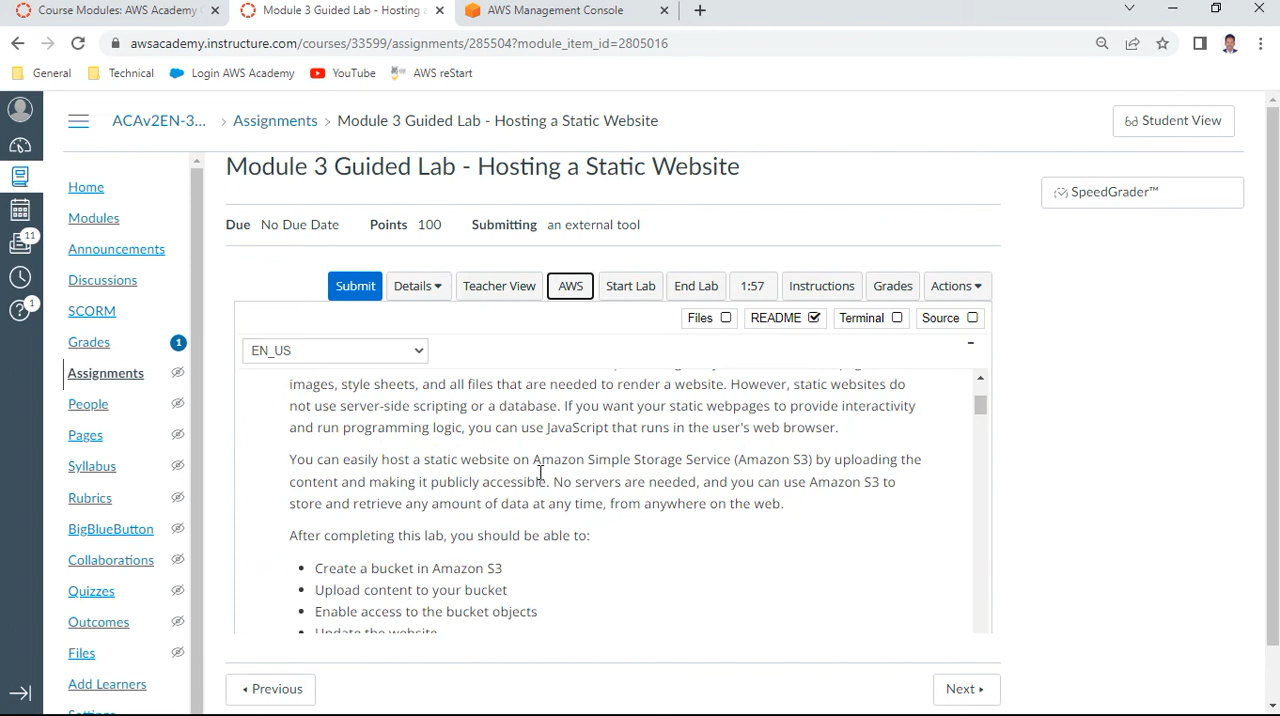 Course Modules: AWS Academy
Module 3 Guided Lab - Hosting a
AWS Management Console
awsacademy.instructure.com/courses/33599/assignments/285504?module_item_id=2805016
General
Technical
Login AWS Academy
YouTube
AWS reStart
ACAv2EN-3...
Assignments
Module 3 Guided Lab - Hosting a Static Website
Student View
Module 3 Guided Lab - Hosting a Static Website
SpeedGrader™
Due No Due Date Points 100 Submitting an external tool
Submit
Details
Teacher View
AWS
Start Lab
End Lab
1:57
Instructions
Grades
Actions
Files
README
Terminal
Source
EN_US
images, style sheets, and all files that are needed to render a website. However, static websites do
not use server-side scripting or a database. If you want your static webpages to provide interactivity
and run programming logic, you can use JavaScript that runs in the user's web browser.
You can easily host a static website on Amazon Simple Storage Service (Amazon S3) by uploading the
content and making it publicly accessible. No servers are needed, and you can use Amazon S3 to
store and retrieve any amount of data at any time, from anywhere on the web.
After completing this lab, you should be able to:
• Create a bucket in Amazon S3
• Upload content to your bucket
• Enable access to the bucket objects
• Update the website
Previous
Next
11
1
Home
Modules
Announcements
Discussions
SCORM
Grades 1
Assignments
People
Pages
Syllabus
Rubrics
BigBlueButton
Collaborations
Quizzes
Outcomes
Files
Add Learners
Settings